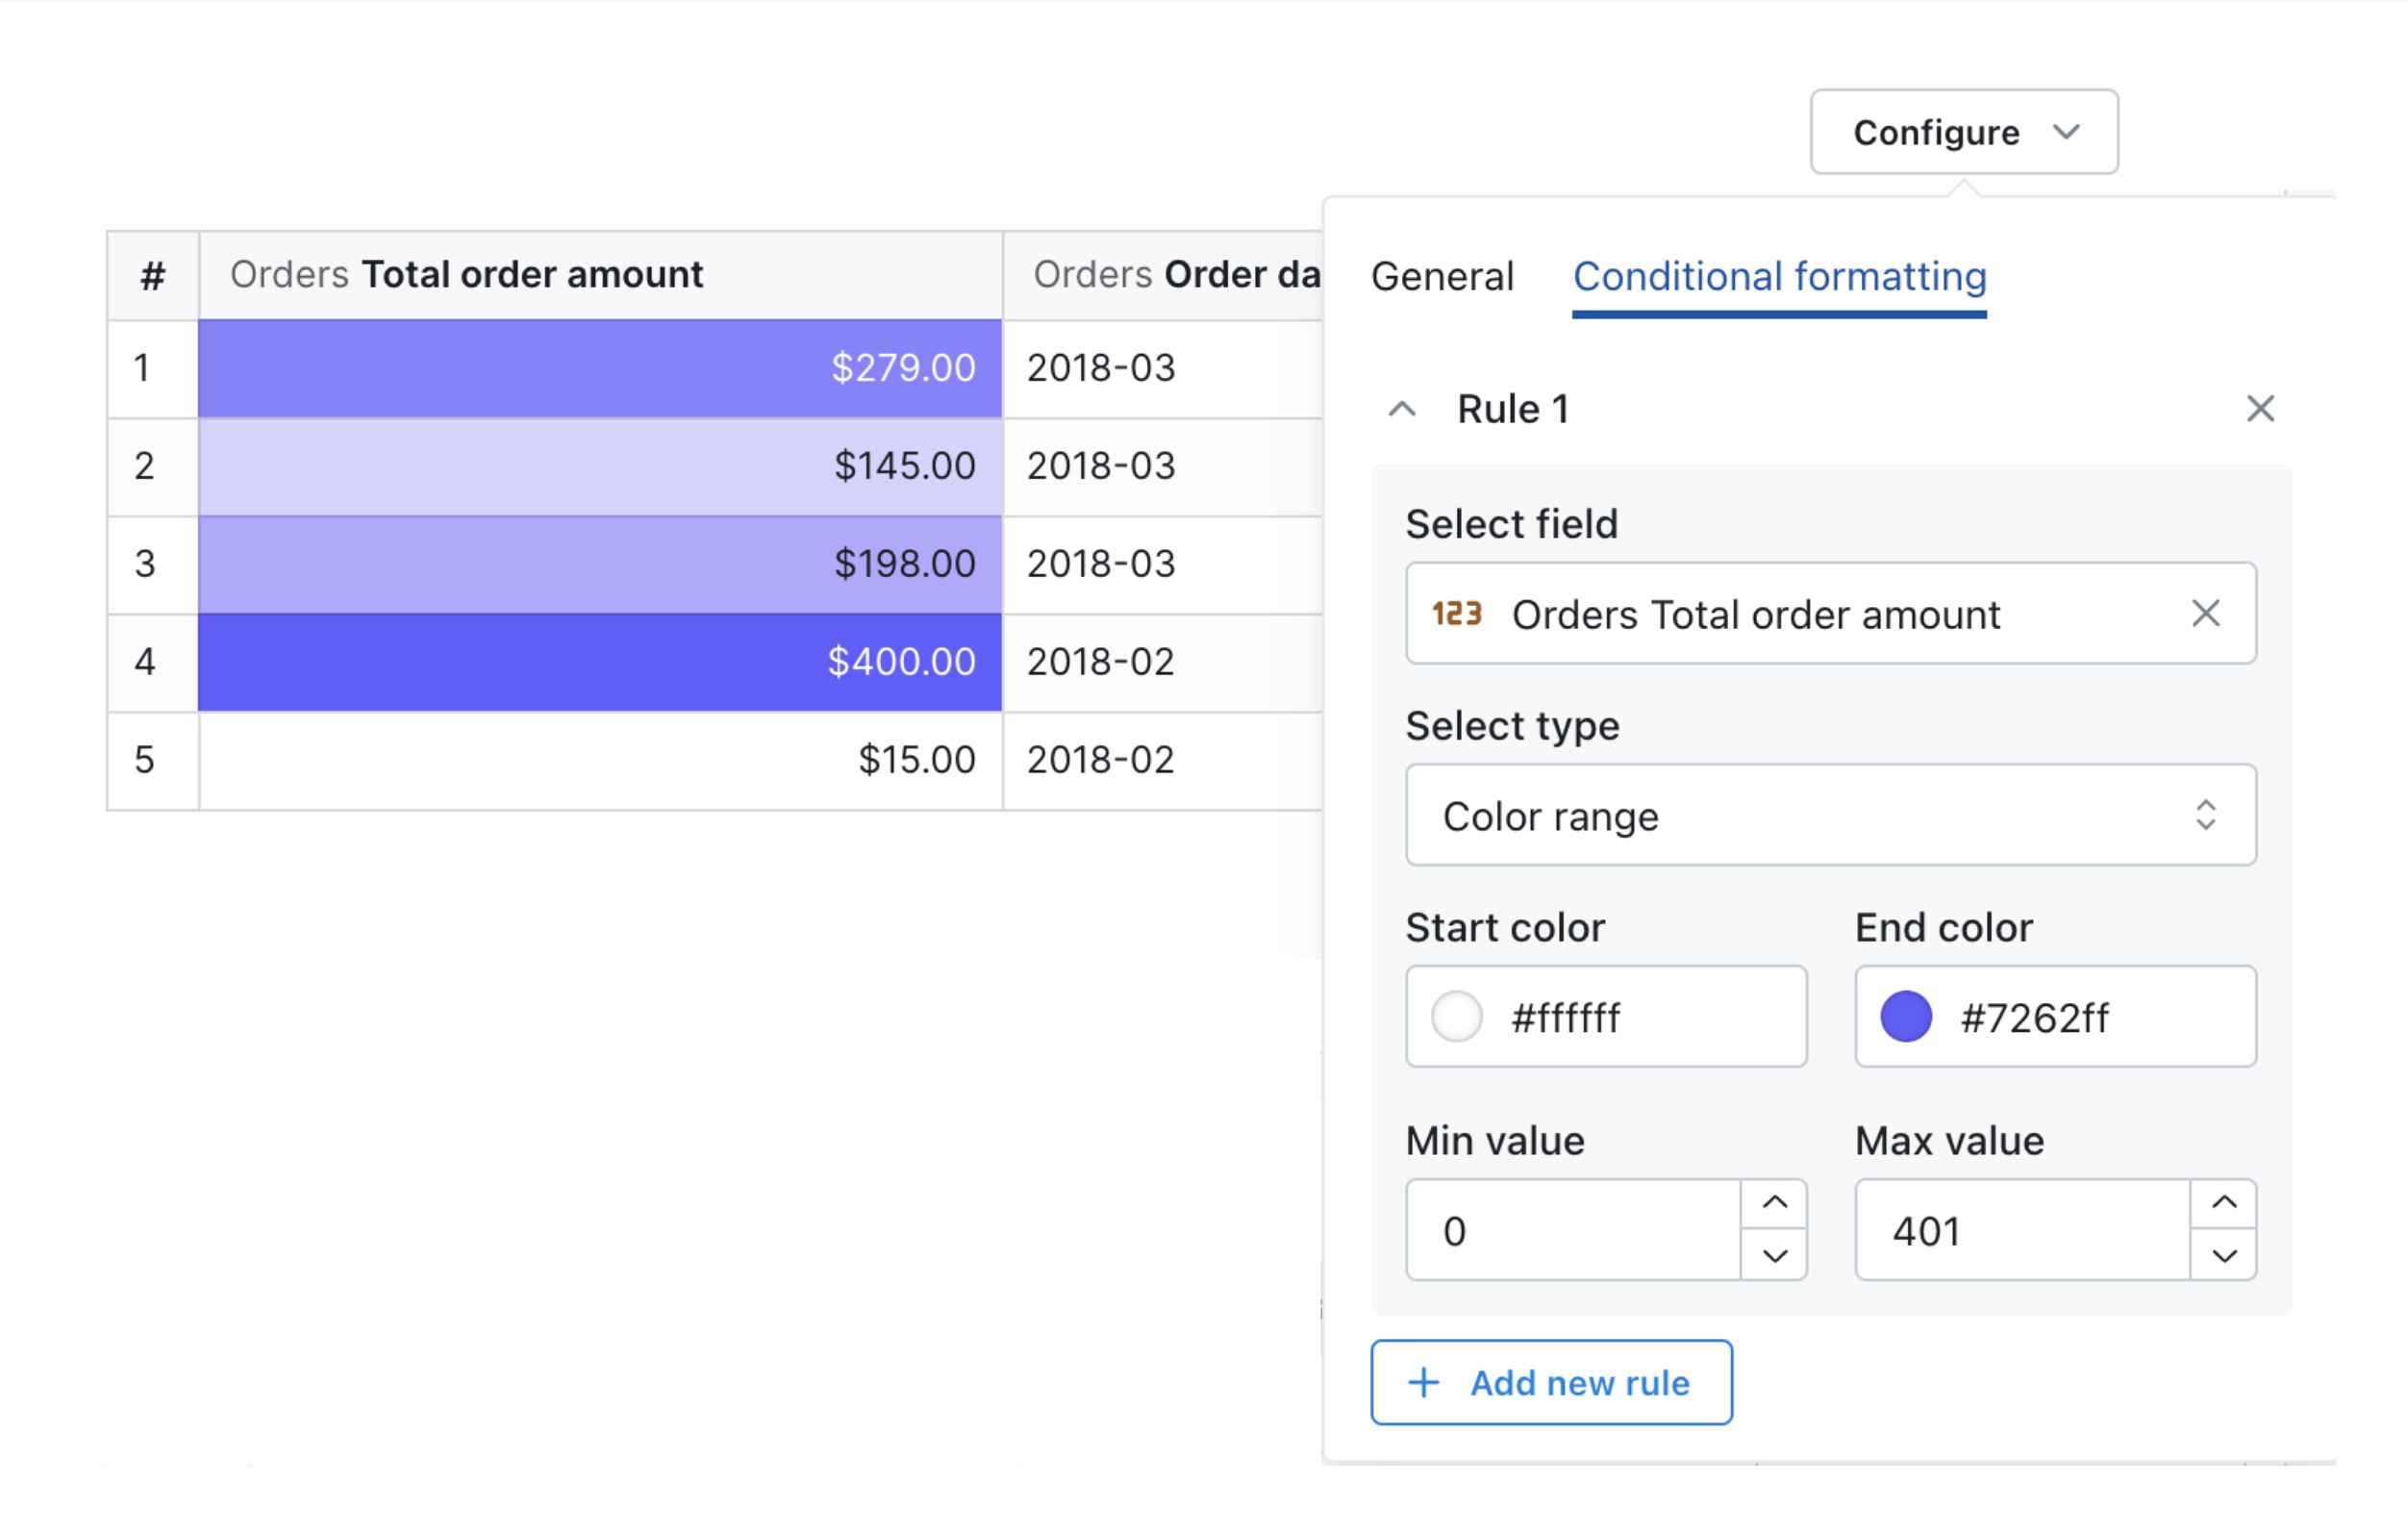 Configure
# Orders Total order amount Orders Order da
1 $279.00 2018-03
2 $145.00 2018-03
3 $198.00 2018-03
4 $400.00 2018-02
5 $15.00 2018-02
General Conditional formatting
Rule 1
Select field
123 Orders Total order amount
Select type
Color range
Start color End color
#ffffff #7262ff
Min value Max value
0 401
+ Add new rule